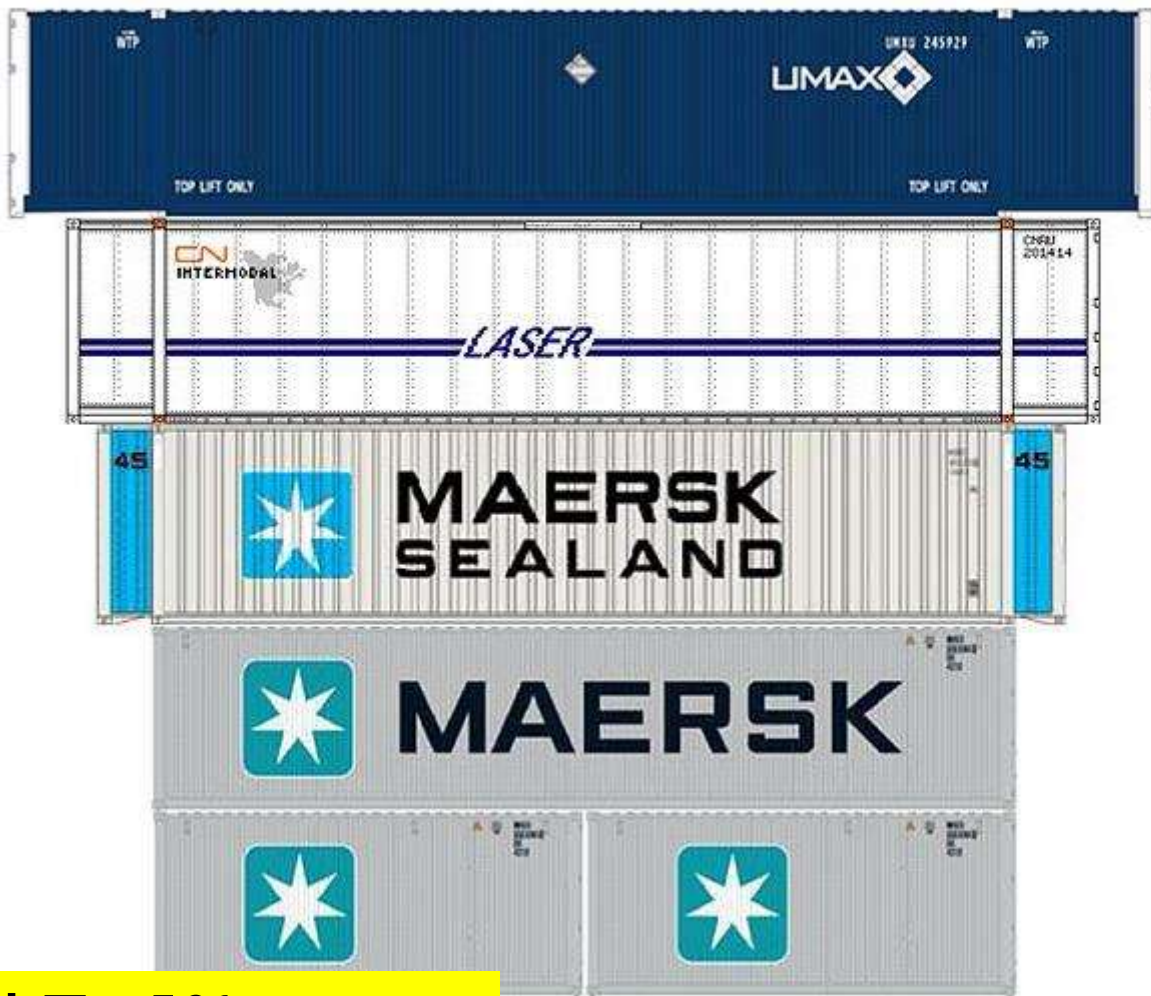 WTP
UMXU 245929
WTP
UMAX
TOP LIFT ONLY
TOP LIFT ONLY
CN
INTERMODAL
CNRU
201414
LASER
45
45
MAERSK
SEALAND
MAERSK